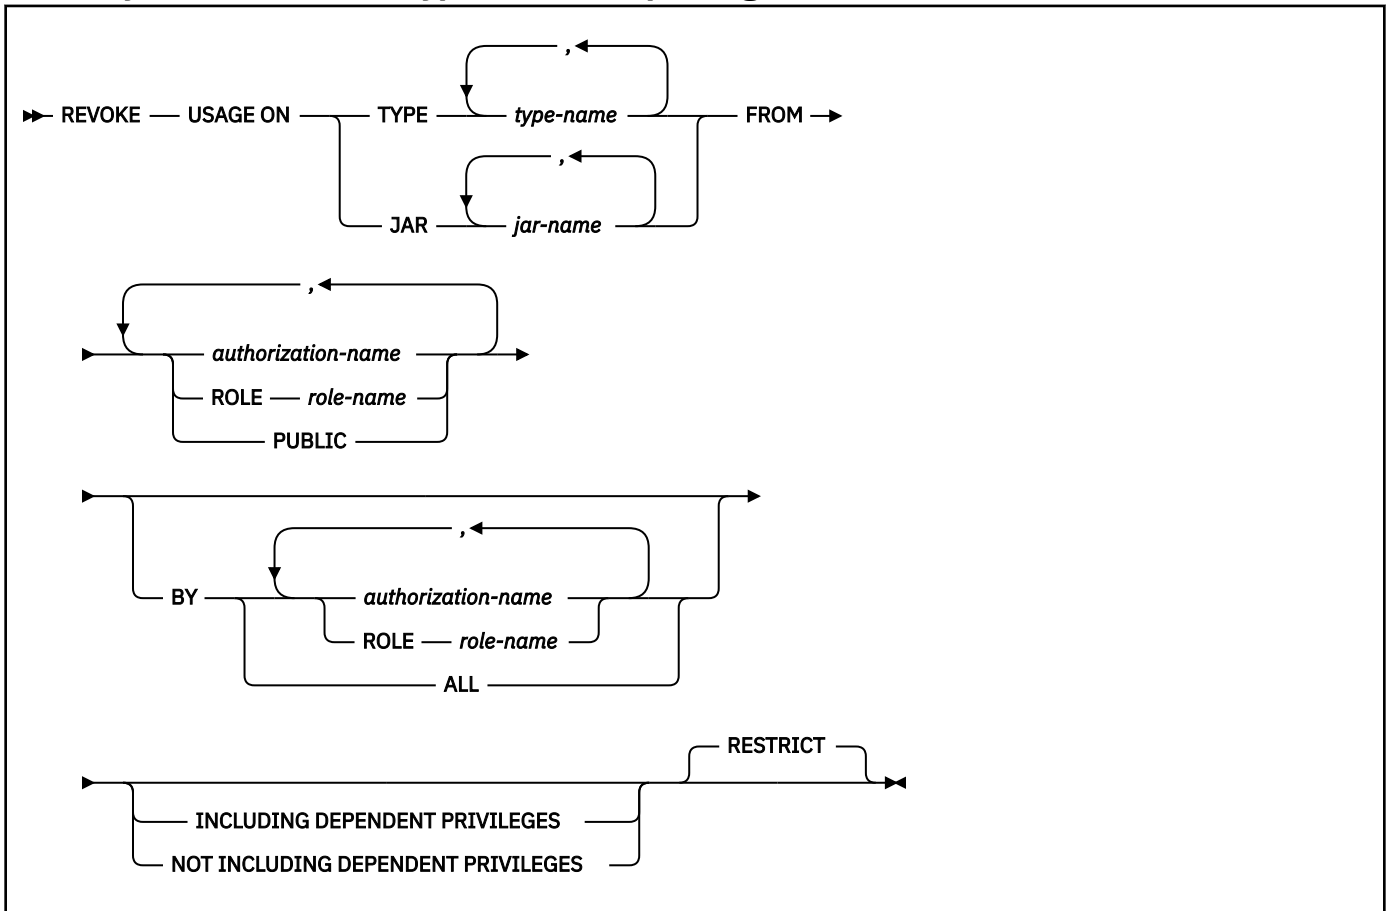 ,
REVOKE USAGE ON TYPE type-name FROM
,
JAR jar-name
,
authorization-name
ROLE role-name
PUBLIC
,
BY authorization-name
ROLE role-name
ALL
RESTRICT
INCLUDING DEPENDENT PRIVILEGES
NOT INCLUDING DEPENDENT PRIVILEGES